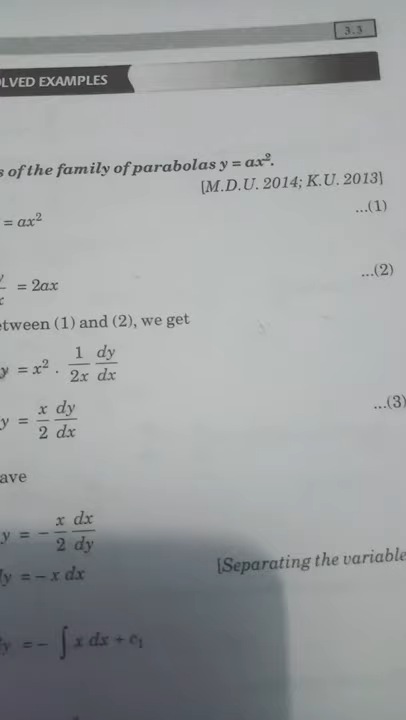 3.3
OLVED EXAMPLES
s of the family of parabolas y = ax².
[M.D.U. 2014; K.U. 2013]
= ax² ...(1)
= 2ax ...(2)
etween (1) and (2), we get
y = x² . 1/2x dy/dx
y = x/2 dy/dx ...(3)
ave
y = - x/2 dx/dy
dy = - x dx [Separating the variable
y = - ∫ x dx + c₁